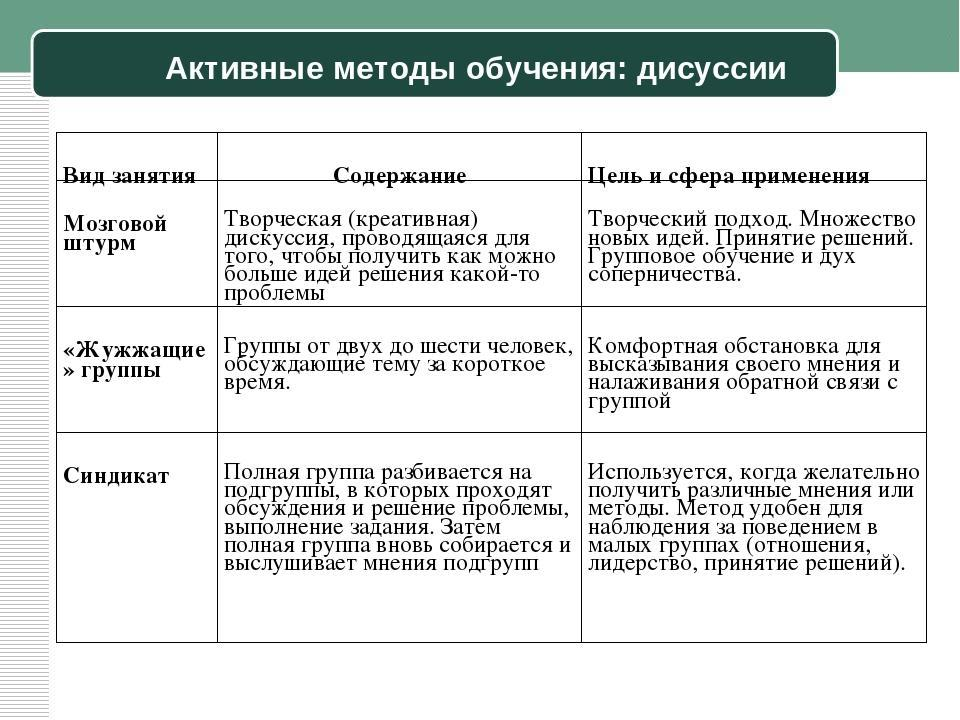 Активные методы обучения: дисуссии
Вид занятия
Содержание
Цель и сфера применения
Мозговой
штурм
Творческая (креативная)
дискуссия, проводящаяся для
того, чтобы получить как можно
больше идей решения какой-то
проблемы
Творческий подход. Множество
новых идей. Принятие решений.
Групповое обучение и дух
соперничества.
«Жужжащие
» группы
Группы от двух до шести человек,
обсуждающие тему за короткое
время.
Комфортная обстановка для
высказывания своего мнения и
налаживания обратной связи с
группой
Синдикат
Полная группа разбивается на
подгруппы, в которых проходят
обсуждения и решение проблемы,
выполнение задания. Затем
полная группа вновь собирается и
выслушивает мнения подгрупп
Используется, когда желательно
получить различные мнения или
методы. Метод удобен для
наблюдения за поведением в
малых группах (отношения,
лидерство, принятие решений).